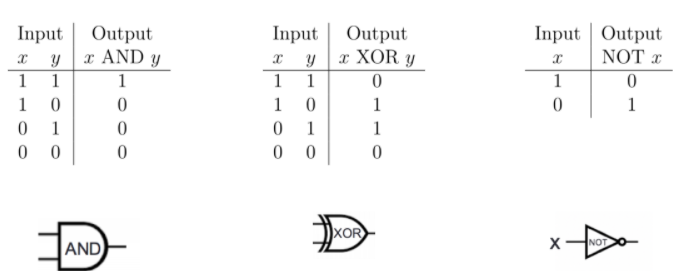 Input Output
x y x AND y
1 1 1
1 0 0
0 1 0
0 0 0
Input Output
x y x XOR y
1 1 0
1 0 1
0 1 1
0 0 0
Input Output
x NOT x
1 0
0 1
AND
XOR
X NOT